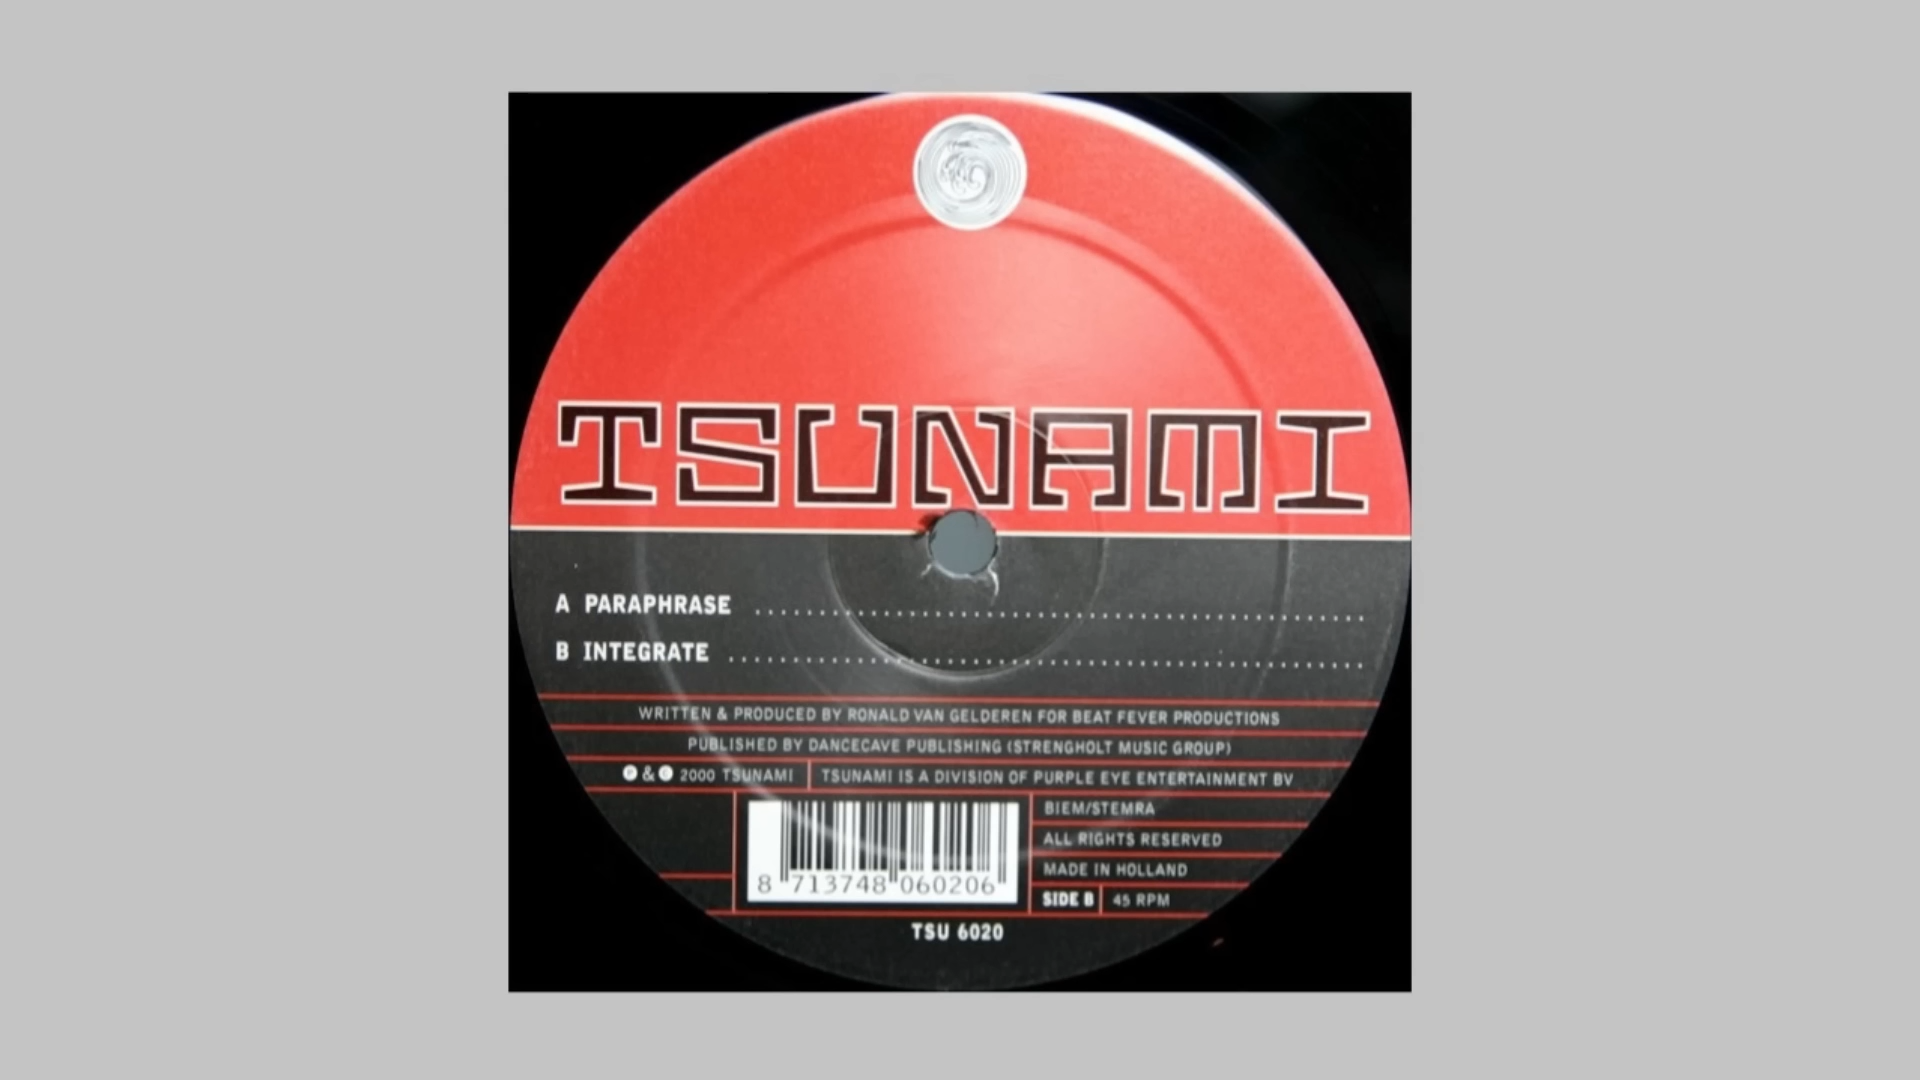 TSUNAMI
A PARAPHRASE ................................................
B INTEGRATE ..................................................
WRITTEN & PRODUCED BY RONALD VAN GELDEREN FOR BEAT FEVER PRODUCTIONS
PUBLISHED BY DANCECAVE PUBLISHING (STRENGHOLT MUSIC GROUP)
℗ & © 2000 TSUNAMI TSUNAMI IS A DIVISION OF PURPLE EYE ENTERTAINMENT BV
BIEM/STEMRA
ALL RIGHTS RESERVED
MADE IN HOLLAND
SIDE B 45 RPM
8 713748 060206
TSU 6020